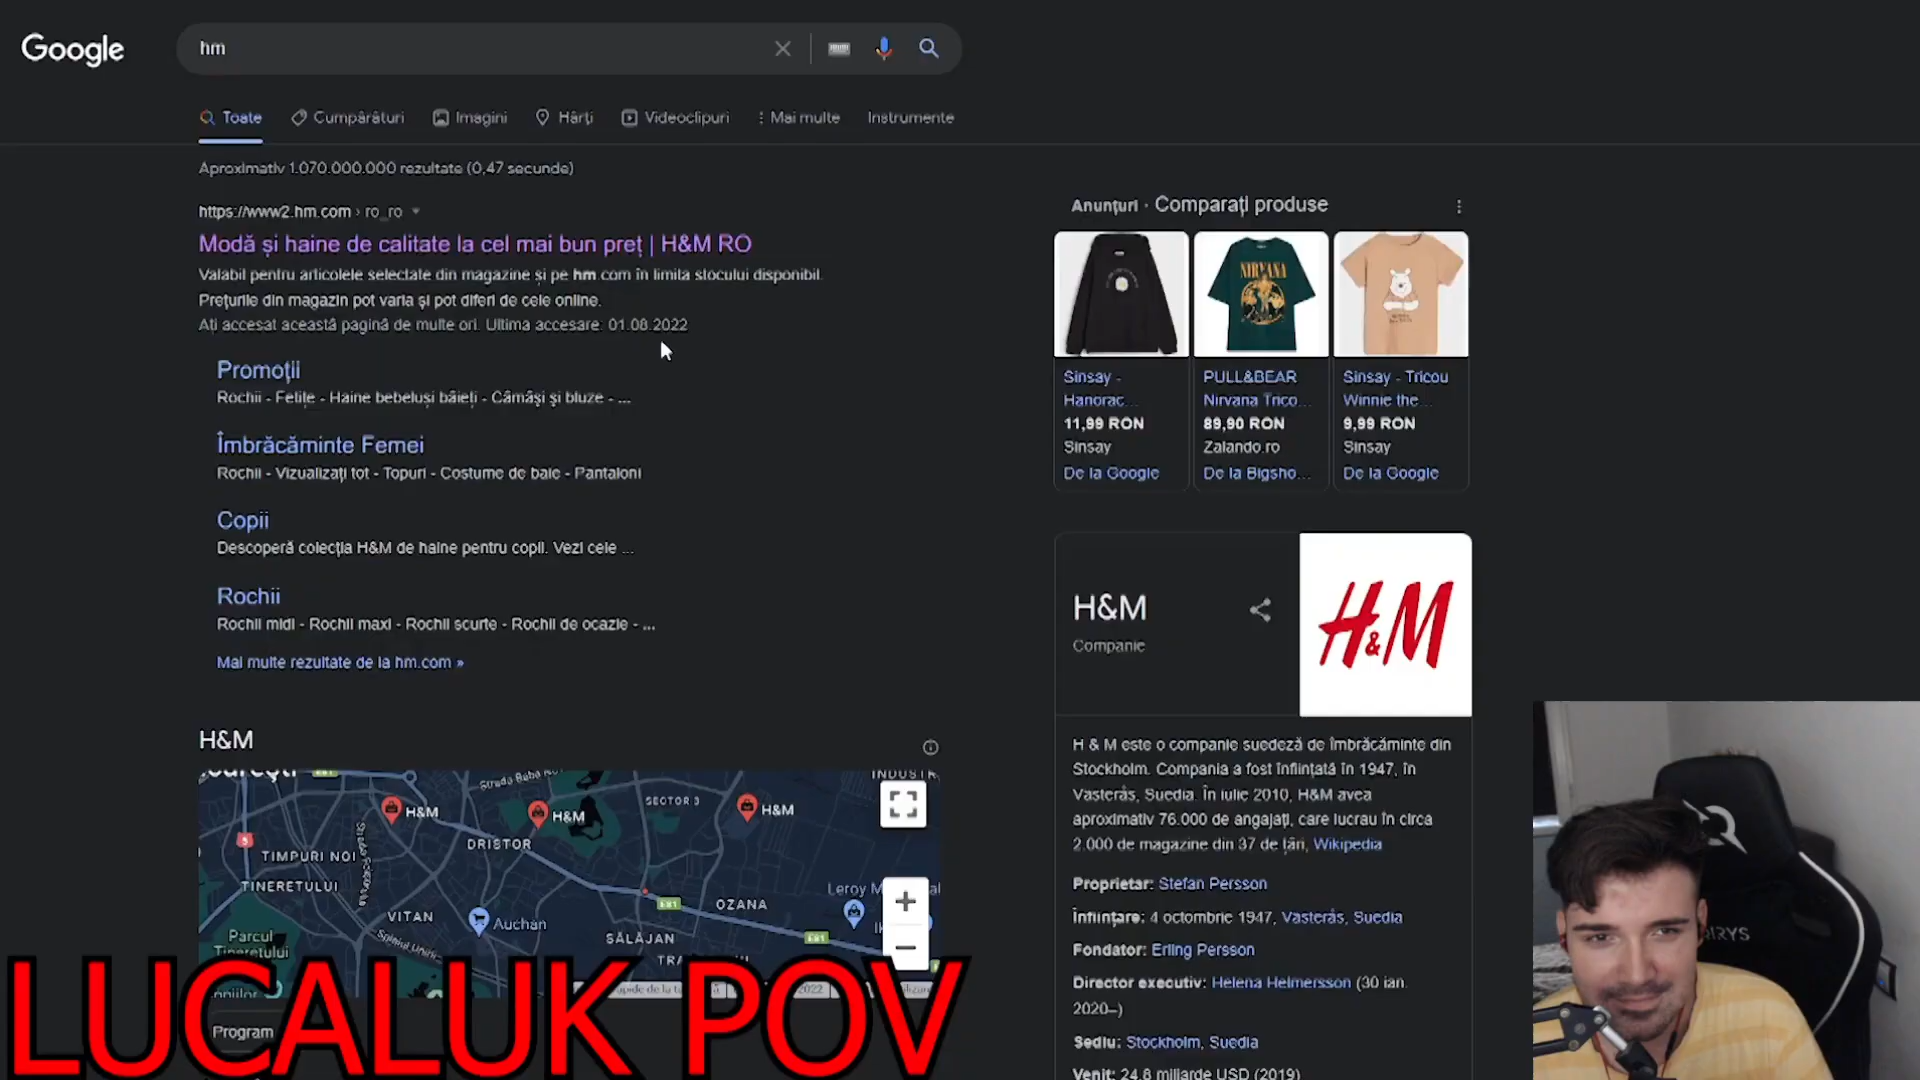 Google
hm
Toate
Cumpărături
Imagini
Hărți
Videoclipuri
Mai multe
Instrumente
Aproximativ 1.070.000.000 rezultate (0,47 secunde)
https://www2.hm.com › ro_ro
Modă și haine de calitate la cel mai bun preț | H&M RO
Valabil pentru articolele selectate din magazine și pe hm com în limita stocului disponibil.
Prețurile din magazin pot varia și pot diferi de cele online.
Ați accesat această pagină de multe ori. Ultima accesare: 01.08.2022
Promoții
Rochii - Fetițe - Haine bebeluși băieți - Cămăși și bluze - ...
Îmbrăcăminte Femei
Rochii - Vizualizați tot - Topuri - Costume de baie - Pantaloni
Copii
Descoperă colecția H&M de haine pentru copii. Vezi cele ...
Rochii
Rochii midi - Rochii maxi - Rochii scurte - Rochii de ocazie - ...
Mai multe rezultate de la hm.com »
H&M
Strada Baba
INDUSTR
H&M
H&M
SECTOR 3
H&M
DRISTOR
TIMPURI NOI
TINERETULUI
VITAN
Auchan
OZANA
E81
Leroy M
SĂLĂJAN
E81
Splaiul Unirii
Parcul
Tineretului
Program
LUCALUK POV
Anunțuri · Comparați produse
NIRVANA
Sinsay -
Hanorac...
11,99 RON
Sinsay
De la Google
PULL&BEAR
Nirvana Trico...
89,90 RON
Zalando.ro
De la Bigsho...
Sinsay - Tricou
Winnie the...
9,99 RON
Sinsay
De la Google
H&M
Companie
H&M
H & M este o companie suedeză de îmbrăcăminte din
Stockholm. Compania a fost înființată în 1947, în
Västerås, Suedia. În iulie 2010, H&M avea
aproximativ 76.000 de angajați, care lucrau în circa
2.000 de magazine din 37 de țări, Wikipedia
Proprietar: Stefan Persson
Înființare: 4 octombrie 1947, Västerås, Suedia
Fondator: Erling Persson
Director executiv: Helena Helmersson (30 ian.
2020–)
Sediu: Stockholm, Suedia
Venit: 24,8 miliarde USD (2019)